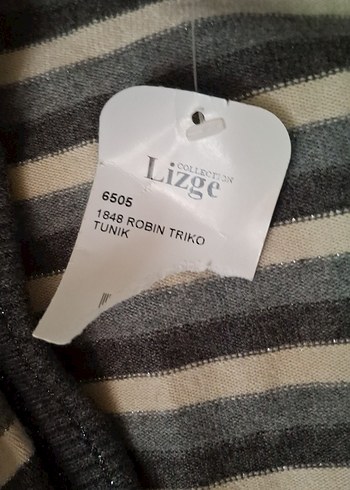 COLLECTION
Lizge
6505
1848 ROBIN TRIKO
TUNIK